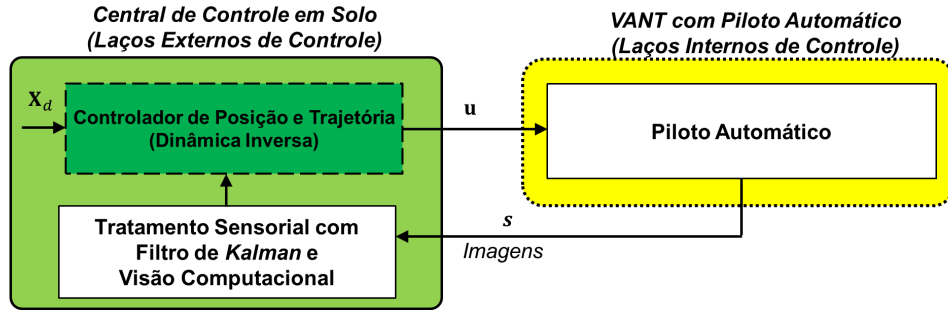 Central de Controle em Solo
(Laços Externos de Controle)
VANT com Piloto Automático
(Laços Internos de Controle)
X_d
Controlador de Posição e Trajetória
(Dinâmica Inversa)
u
Piloto Automático
Tratamento Sensorial com
Filtro de Kalman e
Visão Computacional
s
Imagens